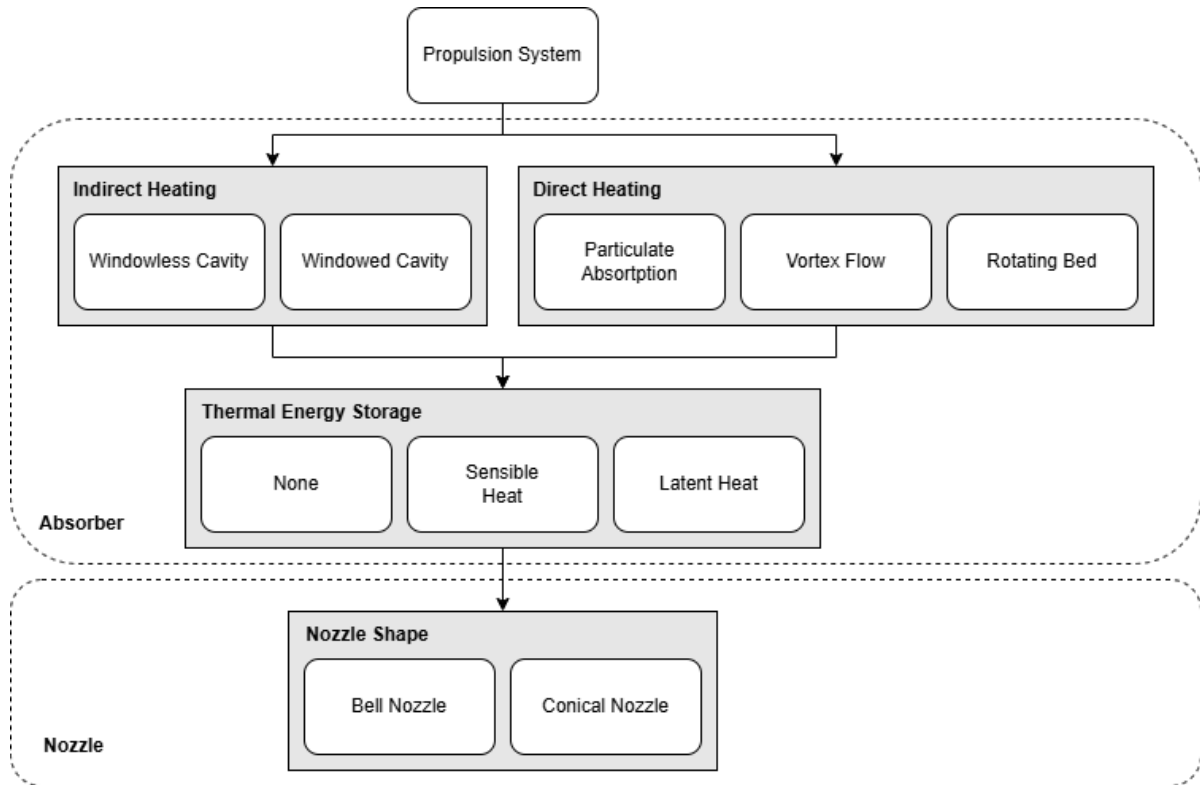 Propulsion System
Indirect Heating
Windowless Cavity
Windowed Cavity
Direct Heating
Particulate
Absortption
Vortex Flow
Rotating Bed
Thermal Energy Storage
None
Sensible
Heat
Latent Heat
Absorber
Nozzle Shape
Bell Nozzle
Conical Nozzle
Nozzle